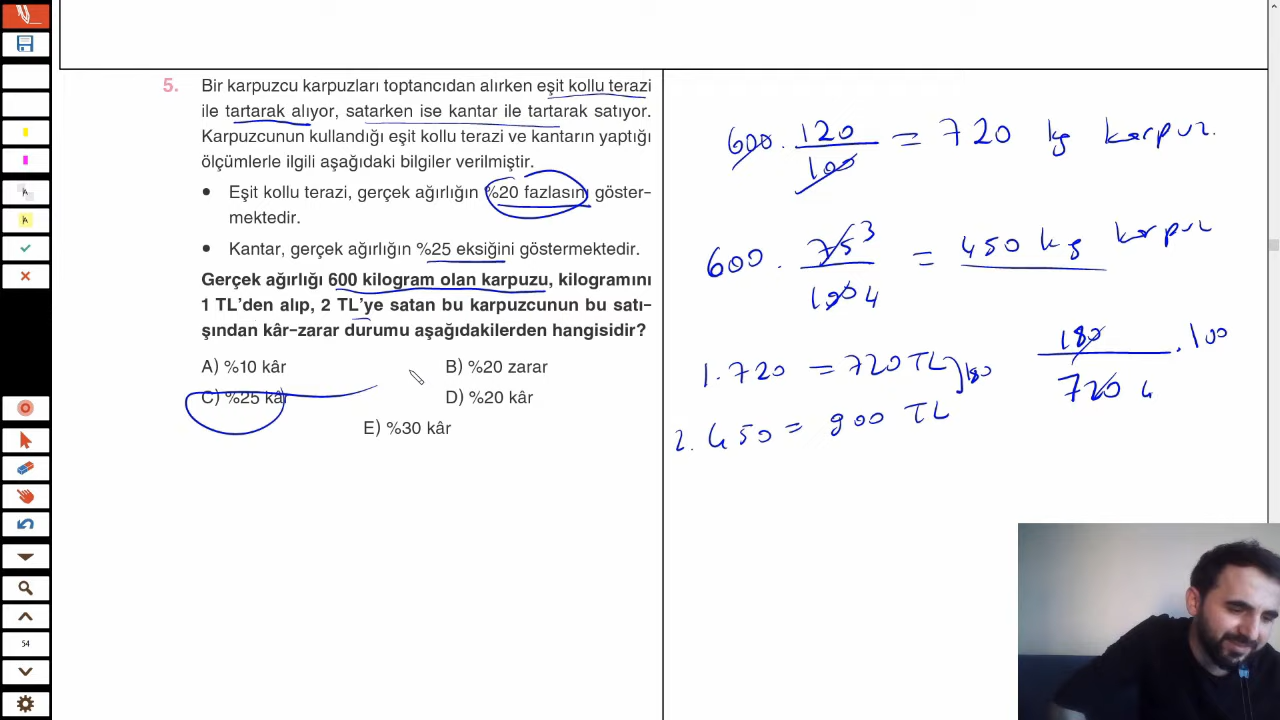 5. Bir karpuzcu karpuzları toptancıdan alırken eşit kollu terazi
ile tartarak alıyor, satarken ise kantar ile tartarak satıyor.
Karpuzcunun kullandığı eşit kollu terazi ve kantarın yaptığı
ölçümlerle ilgili aşağıdaki bilgiler verilmiştir.
• Eşit kollu terazi, gerçek ağırlığın %20 fazlasını göster-
mektedir.
• Kantar, gerçek ağırlığın %25 eksiğini göstermektedir.
Gerçek ağırlığı 600 kilogram olan karpuzu, kilogramını
1 TL'den alıp, 2 TL'ye satan bu karpuzcunun bu satı-
şından kâr-zarar durumu aşağıdakilerden hangisidir?
A) %10 kâr
B) %20 zarar
C) %25 kâr
D) %20 kâr
E) %30 kâr
600 . 120/100 = 720 kg karpuz.
600 . 75 3/100 4 = 450 kg karpuz
1.720 = 720 TL
180
2.450 = 900 TL
180/720 4 . 100
54